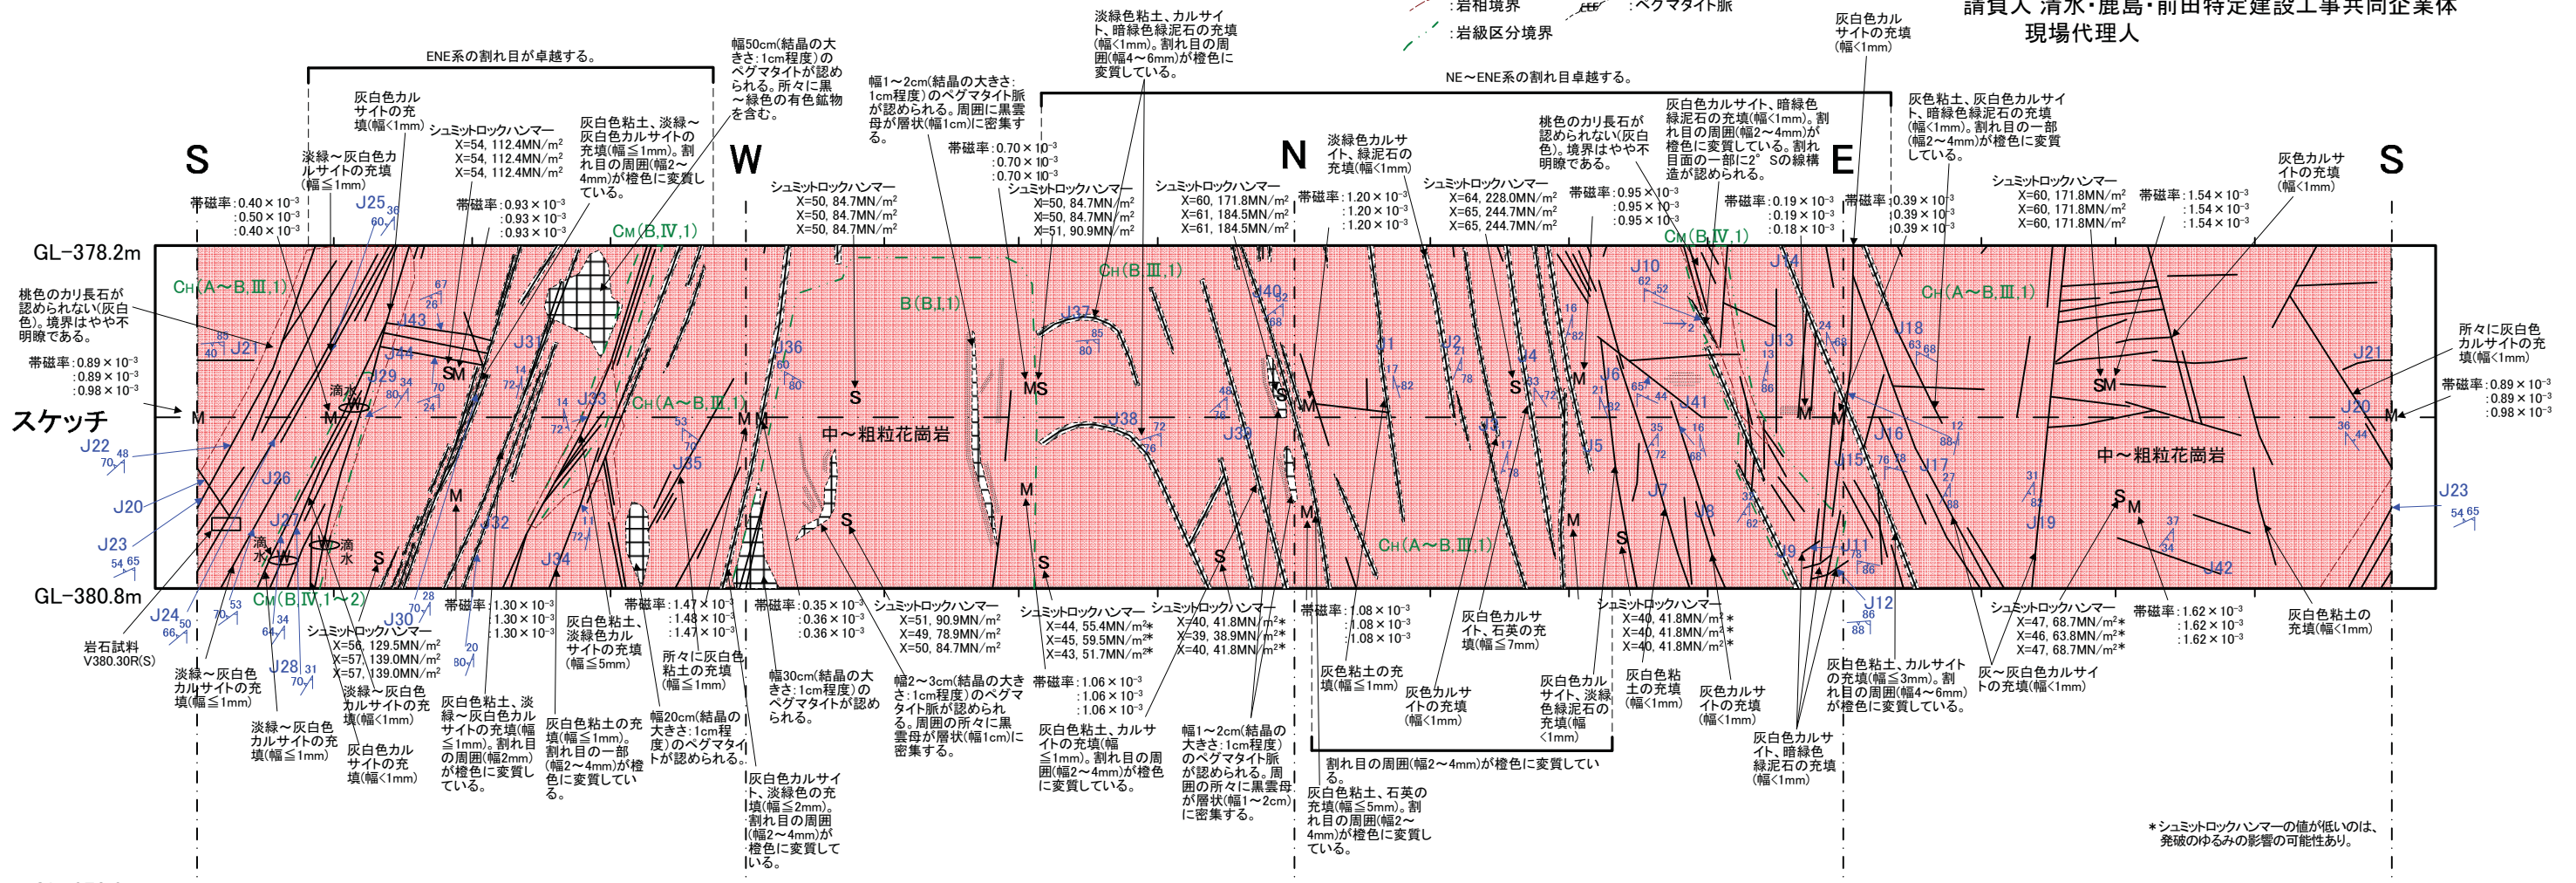 :岩相境界
:ペグマタイト脈
:岩級区分境界
請負人 清水・鹿島・前田特定建設工事共同企業体
現場代理人
ENE系の割れ目が卓越する。
NE～ENE系の割れ目卓越する。
幅50cm(結晶の大
きさ:1cm程度)の
ペグマタイトが認め
られる。所々に黒
～緑色の有色鉱物
を含む。
淡緑色粘土、カルサイ
ト、暗緑色緑泥石の充填
(幅<1mm)。割れ目の周
囲(幅4～6mm)が橙色に
変質している。
灰白色カル
サイトの充填
(幅<1mm)
灰白色カル
サイトの充
填(幅<1mm)
淡緑～灰白色カ
ルサイトの充填
(幅≦1mm)
シュミットロックハンマー
X=54, 112.4MN/m²
X=54, 112.4MN/m²
X=54, 112.4MN/m²
灰白色粘土、淡緑～
灰白色カルサイトの
充填(幅≦1mm)。割
れ目の周囲(幅2～
4mm)が橙色に変質し
ている。
幅1～2cm(結晶の大きさ:
1cm程度)のペグマタイト脈
が認められる。周囲に黒雲
母が層状(幅1cm)に密集す
る。
帯磁率:0.70×10⁻³
:0.70×10⁻³
:0.70×10⁻³
淡緑色カルサ
イト、緑泥石の
充填(幅<1mm)
桃色のカリ長石が
認められない(灰白
色)。境界はやや不
明瞭である。
灰白色カルサイト、暗緑色
緑泥石の充填(幅<1mm)。割
れ目の周囲(幅2～4mm)が
橙色に変質している。割れ
目面の一部に2°Sの線構
造が認められる。
灰色粘土、灰白色カルサイ
ト、暗緑色緑泥石の充填
(幅<1mm)。割れ目の一部
(幅2～4mm)が橙色に変質
している。
灰色カルサ
イトの充填
(幅<1mm)
S
W
N
E
S
帯磁率:0.40×10⁻³
:0.50×10⁻³
:0.40×10⁻³
帯磁率:0.93×10⁻³
:0.93×10⁻³
:0.93×10⁻³
シュミットロックハンマー
X=50, 84.7MN/m²
X=50, 84.7MN/m²
X=50, 84.7MN/m²
シュミットロックハンマー
X=50, 84.7MN/m²
X=50, 84.7MN/m²
X=51, 90.9MN/m²
シュミットロックハンマー
X=60, 171.8MN/m²
X=61, 184.5MN/m²
X=61, 184.5MN/m²
帯磁率:1.20×10⁻³
:1.20×10⁻³
:1.20×10⁻³
シュミットロックハンマー
X=64, 228.0MN/m²
X=65, 244.7MN/m²
X=65, 244.7MN/m²
帯磁率:0.95×10⁻³
:0.95×10⁻³
:0.95×10⁻³
帯磁率:0.19×10⁻³
:0.19×10⁻³
:0.18×10⁻³
帯磁率:0.39×10⁻³
:0.39×10⁻³
:0.39×10⁻³
シュミットロックハンマー
X=60, 171.8MN/m²
X=60, 171.8MN/m²
X=60, 171.8MN/m²
帯磁率:1.54×10⁻³
:1.54×10⁻³
:1.54×10⁻³
GL-378.2m
CH(A～B,Ⅲ,1)
CM(B,Ⅳ,1)
B(B,Ⅰ,1)
CH(B,Ⅲ,1)
CM(B,Ⅳ,1)
CH(A～B,Ⅲ,1)
桃色のカリ長石が
認められない(灰白
色)。境界はやや不
明瞭である。
帯磁率:0.89×10⁻³
:0.89×10⁻³
:0.98×10⁻³
所々に灰白色
カルサイトの充
填(幅<1mm)
帯磁率:0.89×10⁻³
:0.89×10⁻³
:0.98×10⁻³
スケッチ
J25
J21
J43
J44
J29
J31
J33
J36
J37
J40
J1
J2
J4
J6
J10
J13
J14
J18
J21
J20
滴水
CH(A～B,Ⅲ,1)
中～粗粒花崗岩
中～粗粒花崗岩
J22
J20
J23
J24
J26
J27
J28
J30
J32
J34
J35
J38
J39
J3
J5
J7
J8
J41
J9
J11
J12
J15
J16
J17
J19
J42
J23
滴水
滴水
CM(B,Ⅳ,1～2)
CH(A～B,Ⅲ,1)
GL-380.8m
岩石試料
V380.30R(S)
シュミットロックハンマー
X=56, 129.5MN/m²
X=57, 139.0MN/m²
X=57, 139.0MN/m²
帯磁率:1.30×10⁻³
:1.30×10⁻³
:1.30×10⁻³
帯磁率:1.47×10⁻³
:1.48×10⁻³
:1.47×10⁻³
帯磁率:0.35×10⁻³
:0.36×10⁻³
:0.36×10⁻³
シュミットロックハンマー
X=51, 90.9MN/m²
X=49, 78.9MN/m²
X=50, 84.7MN/m²
シュミットロックハンマー
X=44, 55.4MN/m²*
X=45, 59.5MN/m²*
X=43, 51.7MN/m²*
シュミットロックハンマー
X=40, 41.8MN/m²*
X=39, 38.9MN/m²*
X=40, 41.8MN/m²*
帯磁率:1.08×10⁻³
:1.08×10⁻³
:1.08×10⁻³
シュミットロックハンマー
X=40, 41.8MN/m²*
X=40, 41.8MN/m²*
X=40, 41.8MN/m²*
シュミットロックハンマー
X=47, 68.7MN/m²*
X=46, 63.8MN/m²*
X=47, 68.7MN/m²*
帯磁率:1.62×10⁻³
:1.62×10⁻³
:1.62×10⁻³
灰白色粘土の
充填(幅<1mm)
淡緑～灰白色
カルサイトの充
填(幅≦1mm)
淡緑～灰白色
カルサイトの充
填(幅≦1mm)
淡緑～灰白色
カルサイトの充
填(幅<1mm)
灰白色カル
サイトの充
填(幅<1mm)
灰白色粘土、淡
緑～灰白色カル
サイトの充填(幅
≦1mm)。割れ目
の周囲(幅2mm)
が橙色に変質し
ている。
灰白色粘土の充
填(幅≦1mm)。
割れ目の一部
(幅2～4mm)が橙
色に変質してい
る。
灰白色粘土、
淡緑色カル
サイトの充填
(幅≦5mm)
所々に灰白色
粘土の充填
(幅≦1mm)
幅20cm(結晶の
大きさ:1cm程
度)のペグマタイ
トが認められる。
幅30cm(結晶の大
きさ:1cm程度)の
ペグマタイトが認め
られる。
灰白色カルサイ
ト、淡緑色の充
填(幅≦2mm)。
割れ目の周囲
(幅2～4mm)が
橙色に変質して
いる。
幅2～3cm(結晶の大き
さ:1cm程度)のペグマ
タイト脈が認められ
る。周囲の所々に黒
雲母が層状(幅1cm)に
密集する。
帯磁率:1.06×10⁻³
:1.06×10⁻³
:1.06×10⁻³
灰白色粘土、カルサ
イトの充填(幅
≦1mm)。割れ目の周
囲(幅2～4mm)が橙色
に変質している。
幅1～2cm(結晶の
大きさ:1cm程度)
のペグマタイト脈
が認められる。周
囲の所々に黒雲母
が層状(幅1～2cm)
に密集する。
灰色粘土の充
填(幅≦1mm)
灰色カルサ
イトの充填
(幅<1mm)
灰白色カルサ
イト、石英の充
填(幅≦7mm)
灰白色カル
サイト、淡緑
色緑泥石の
充填(幅
<1mm)
灰白色粘
土の充填
(幅<1mm)
灰色カルサ
イトの充填
(幅<1mm)
割れ目の周囲(幅2～4mm)が橙色に変質してい
る。
灰白色粘土、石英の
充填(幅≦5mm)。割
れ目の周囲(幅2～
4mm)が橙色に変質し
ている。
灰白色カルサ
イト、暗緑色
緑泥石の充填
(幅<1mm)
灰白色粘土、カルサイト
の充填(幅≦3mm)。割
れ目の周囲(幅4～6mm)
が橙色に変質している。
灰～灰白色カルサイ
トの充填(幅<1mm)
*シュミットロックハンマーの値が低いのは、
発破のゆるみの影響の可能性あり。